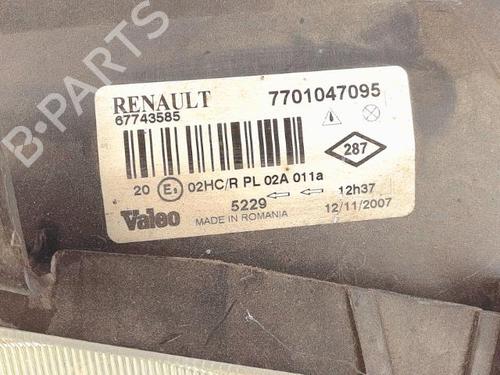 B-PARTS
RENAULT 7701047095
67743585
287
20 E 02HC/R PL 02A 011a
5229 12h37
Valeo MADE IN ROMANIA 12/11/2007